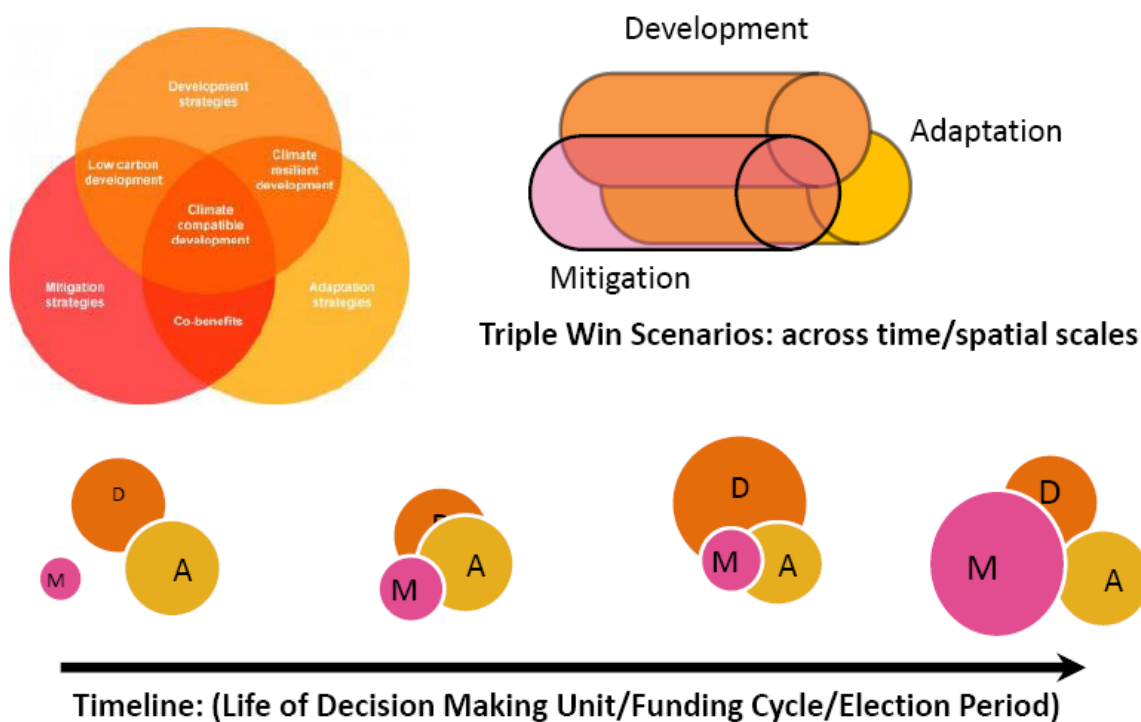 Development
strategies
Low carbon
development
Climate
resilient
development
Climate
compatible
development
Mitigation
strategies
Adaptation
strategies
Co-benefits
Development
Adaptation
Mitigation
Triple Win Scenarios: across time/spatial scales
D
A
M
A
M
D
M
A
D
M
A
Timeline: (Life of Decision Making Unit/Funding Cycle/Election Period)